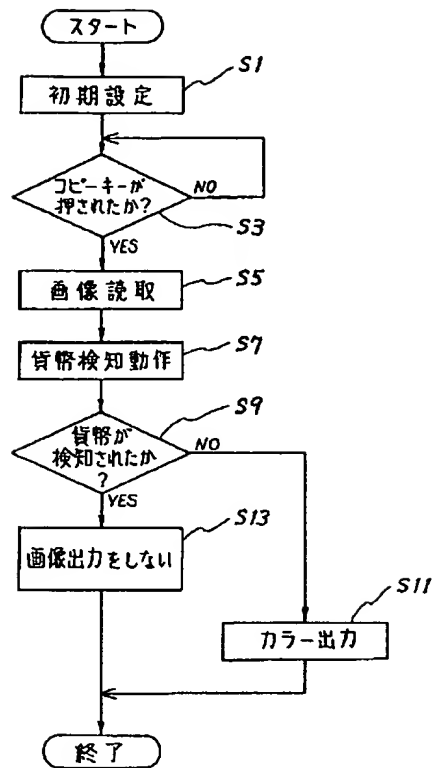 スタート
S1
初期設定
コピーキーが
押されたか?
NO
S3
YES
S5
画像読取
S7
貨幣検知動作
S9
貨幣が
検知されたか
?
NO
YES
S13
画像出力をしない
S11
カラー出力
終了